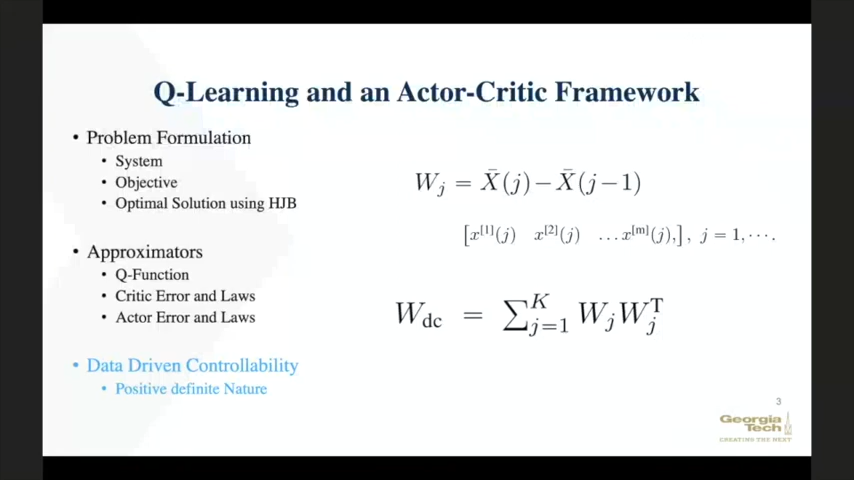 Q-Learning and an Actor-Critic Framework
• Problem Formulation
• System
• Objective
• Optimal Solution using HJB
• Approximators
• Q-Function
• Critic Error and Laws
• Actor Error and Laws
• Data Driven Controllability
• Positive definite Nature
W_j = X̄(j) − X̄(j−1)
[x^[1](j) x^[2](j) …x^[m](j),], j = 1, ⋯.
W_dc = ∑_{j=1}^K W_j W_j^T
3
Georgia
Tech
CREATING THE NEXT